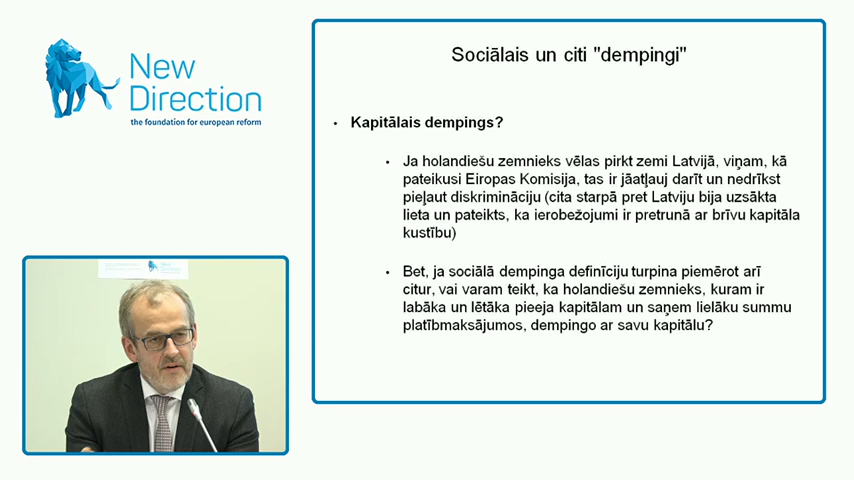 New
Direction
the foundation for european reform
Sociālais un citi "dempingi"
• Kapitālais dempings?
• Ja holandiešu zemnieks vēlas pirkt zemi Latvijā, viņam, kā
pateikusi Eiropas Komisija, tas ir jāatļauj darīt un nedrīkst
pieļaut diskrimināciju (cita starpā pret Latviju bija uzsākta
lieta un pateikts, ka ierobežojumi ir pretrunā ar brīvu kapitāla
kustību)
• Bet, ja sociālā dempinga definīciju turpina piemērot arī
citur, vai varam teikt, ka holandiešu zemnieks, kuram ir
labāka un lētāka pieeja kapitālam un saņem lielāku summu
platībmaksājumos, dempingo ar savu kapitālu?